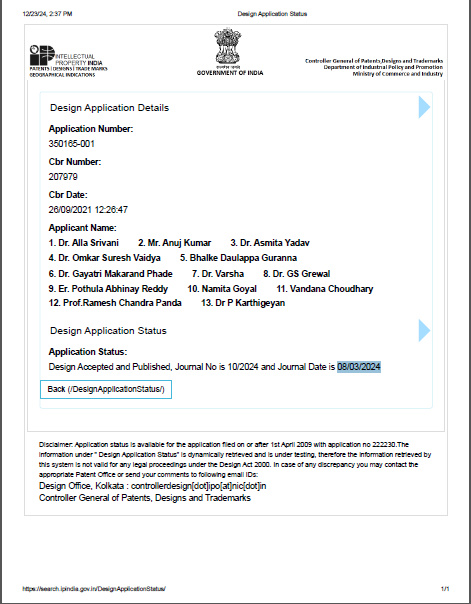 12/23/24, 2:37 PM
Design Application Status
INTELLECTUAL
PROPERTY INDIA
PATENTS | DESIGNS | TRADE MARKS
GEOGRAPHICAL INDICATIONS
सत्यमेव जयते
GOVERNMENT OF INDIA
Controller General of Patents,Designs and Trademarks
Department of Industrial Policy and Promotion
Ministry of Commerce and Industry
Design Application Details
Application Number:
350165-001
Cbr Number:
207979
Cbr Date:
26/09/2021 12:26:47
Applicant Name:
1. Dr. Alla Srivani 2. Mr. Anuj Kumar 3. Dr. Asmita Yadav
4. Dr. Omkar Suresh Vaidya 5. Bhalke Daulappa Guranna
6. Dr. Gayatri Makarand Phade 7. Dr. Varsha 8. Dr. GS Grewal
9. Er. Pothula Abhinay Reddy 10. Namita Goyal 11. Vandana Choudhary
12. Prof.Ramesh Chandra Panda 13. Dr P Karthigeyan
Design Application Status
Application Status:
Design Accepted and Published, Journal No is 10/2024 and Journal Date is 08/03/2024
Back (/DesignApplicationStatus/)
Disclaimer: Application status is available for the application filed on or after 1st April 2009 with application no 222230.The
information under " Design Application Status" is dynamically retrieved and is under testing, therefore the information retrieved by
this system is not valid for any legal proceedings under the Design Act 2000. In case of any discrepancy you may contact the
appropriate Patent Office or send your comments to following email IDs:
Design Office, Kolkata : controllerdesign[dot]ipo[at]nic[dot]in
Controller General of Patents, Designs and Trademarks
https://search.ipindia.gov.in/DesignApplicationStatus/
1/1